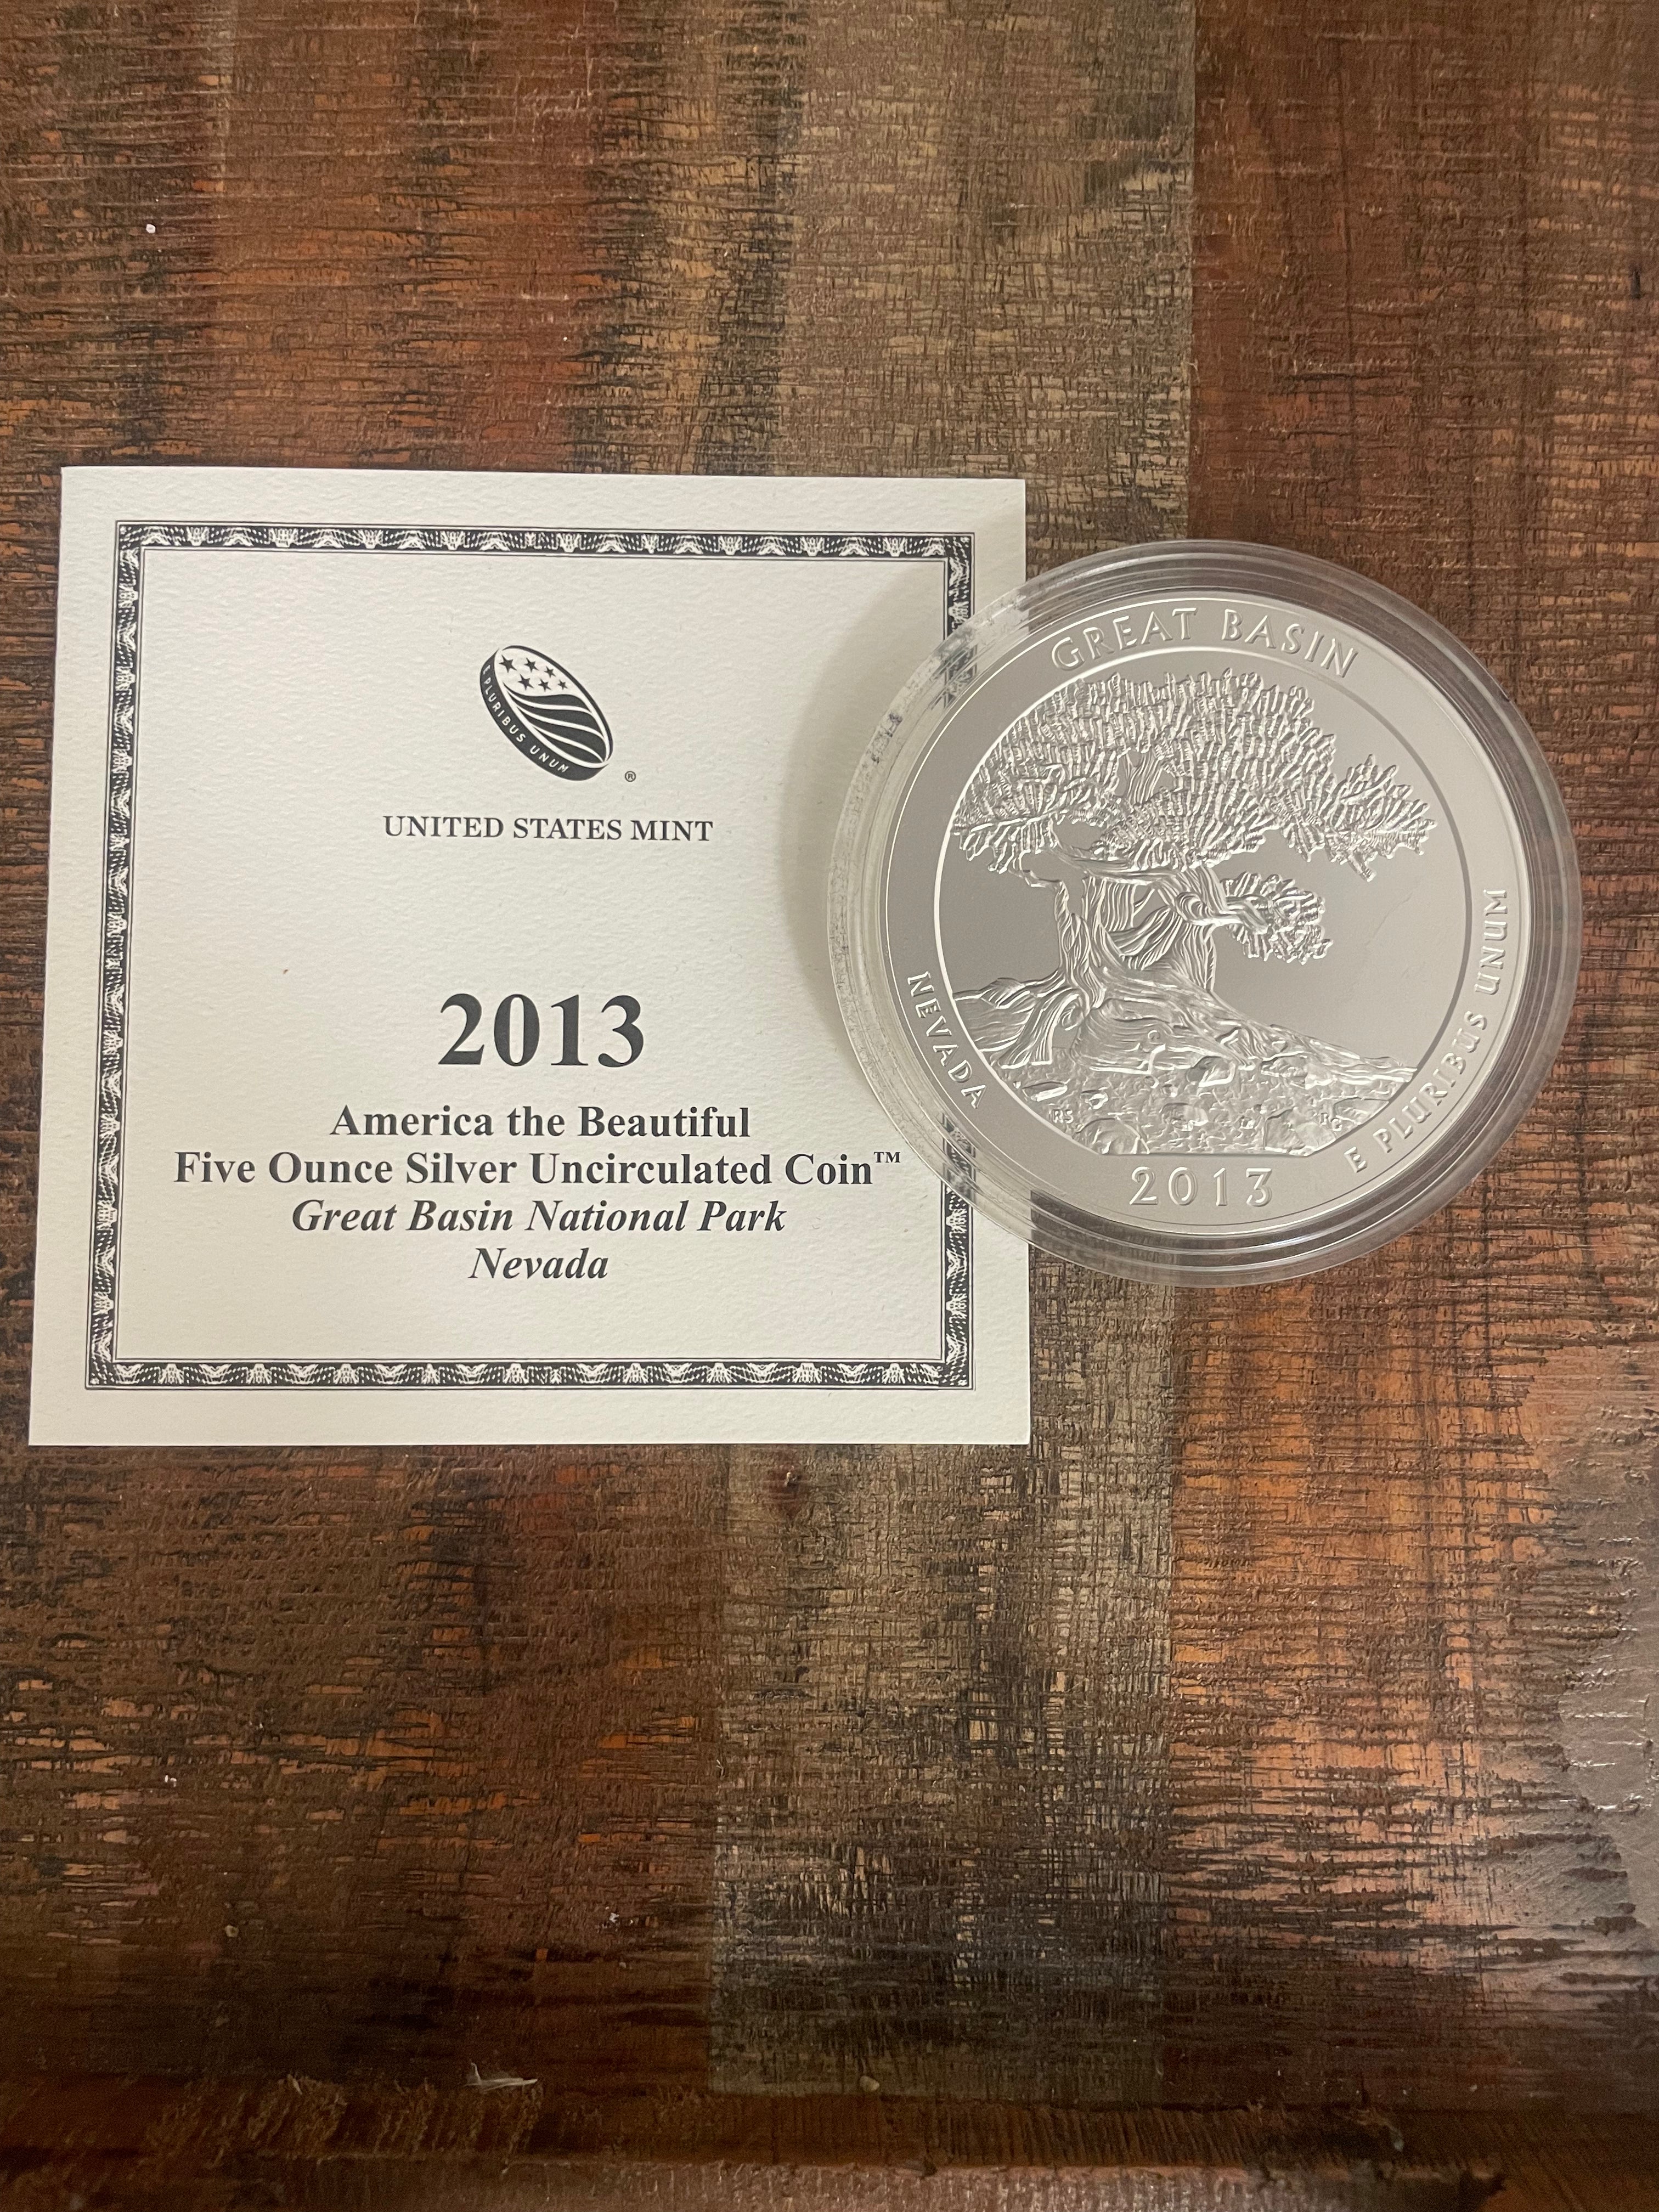 E PLURIBUS UNUM
®
UNITED STATES MINT
2013
America the Beautiful
Five Ounce Silver Uncirculated Coin™
Great Basin National Park
Nevada
GREAT BASIN
NEVADA
E PLURIBUS UNUM
2013